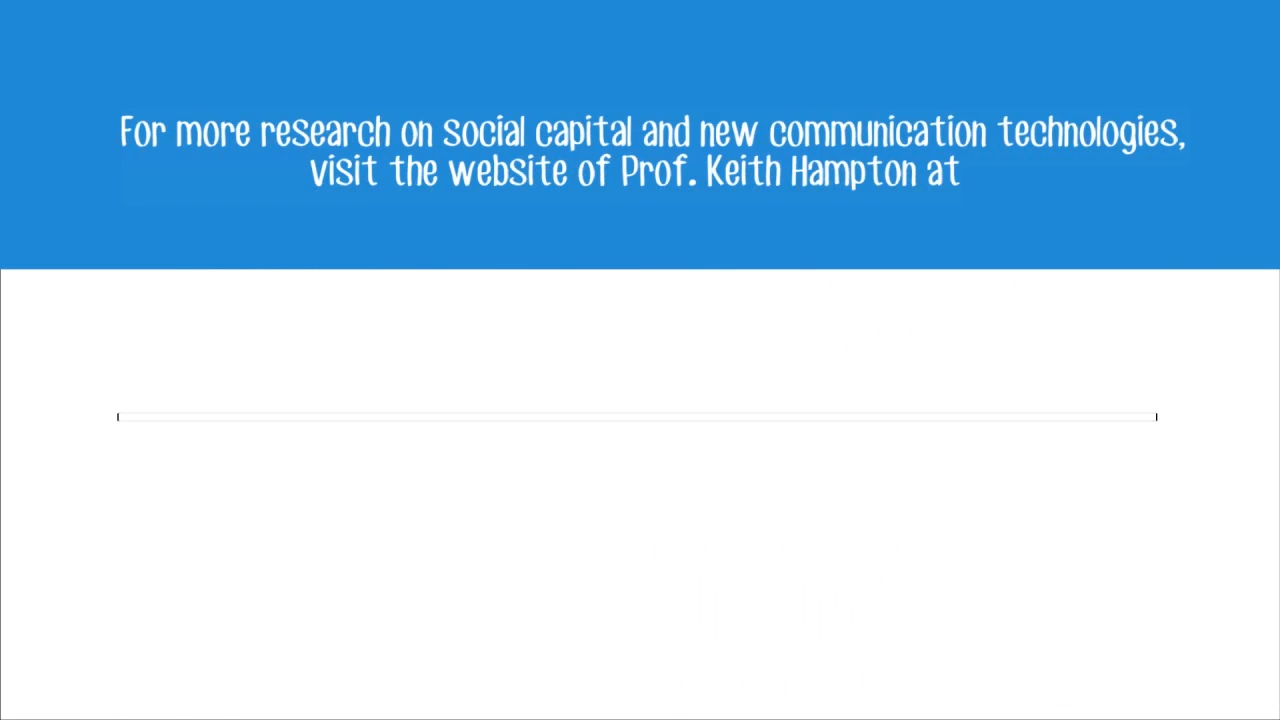 For more research on social capital and new communication technologies,
visit the website of Prof. Keith Hampton at